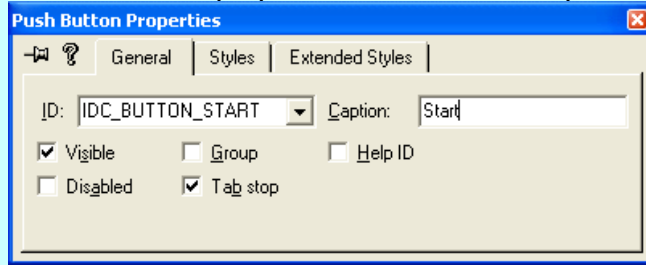 Push Button Properties
General Styles Extended Styles
ID: IDC_BUTTON_START Caption: Start
Visible Group Help ID
Disabled Tab stop